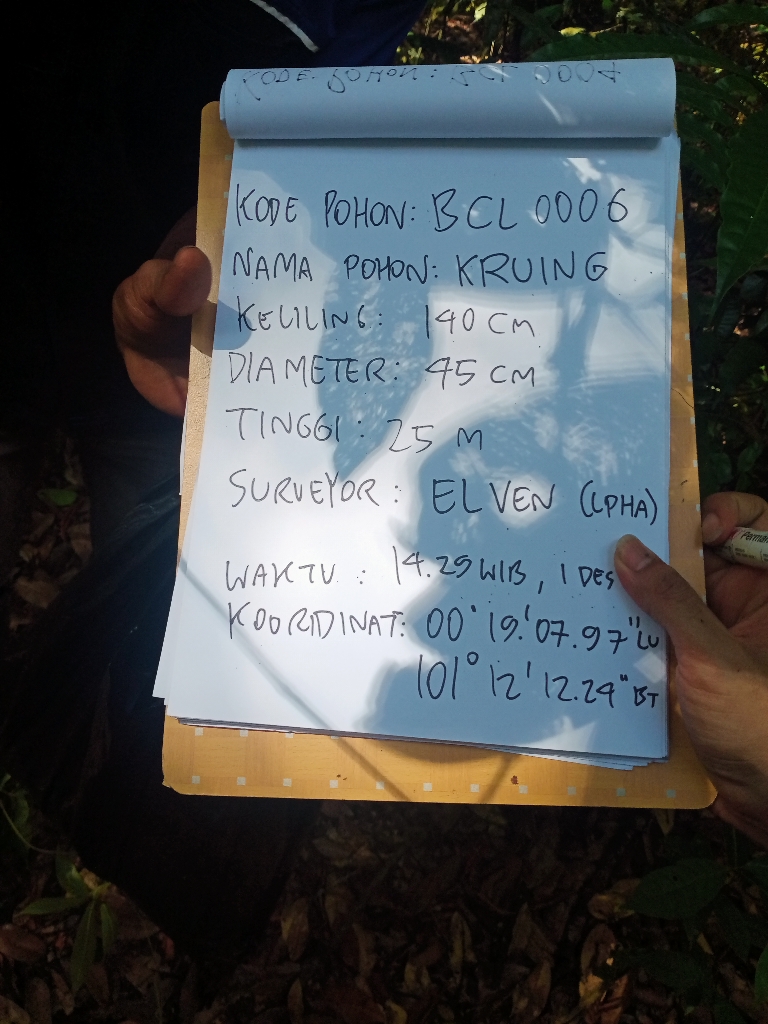 KODE POHON: BCL 0004
KODE POHON: BCL 0006
NAMA POHON: KRUING
KELILING: 140 CM
DIAMETER: 45 CM
TINGGI: 25 M
SURVEYOR: ELVEN (LPHA)
WAKTU : 14.25 WIB, 1 DES
KOORDINAT: 00° 19.' 07.97" LU
101° 12' 12.24" BT